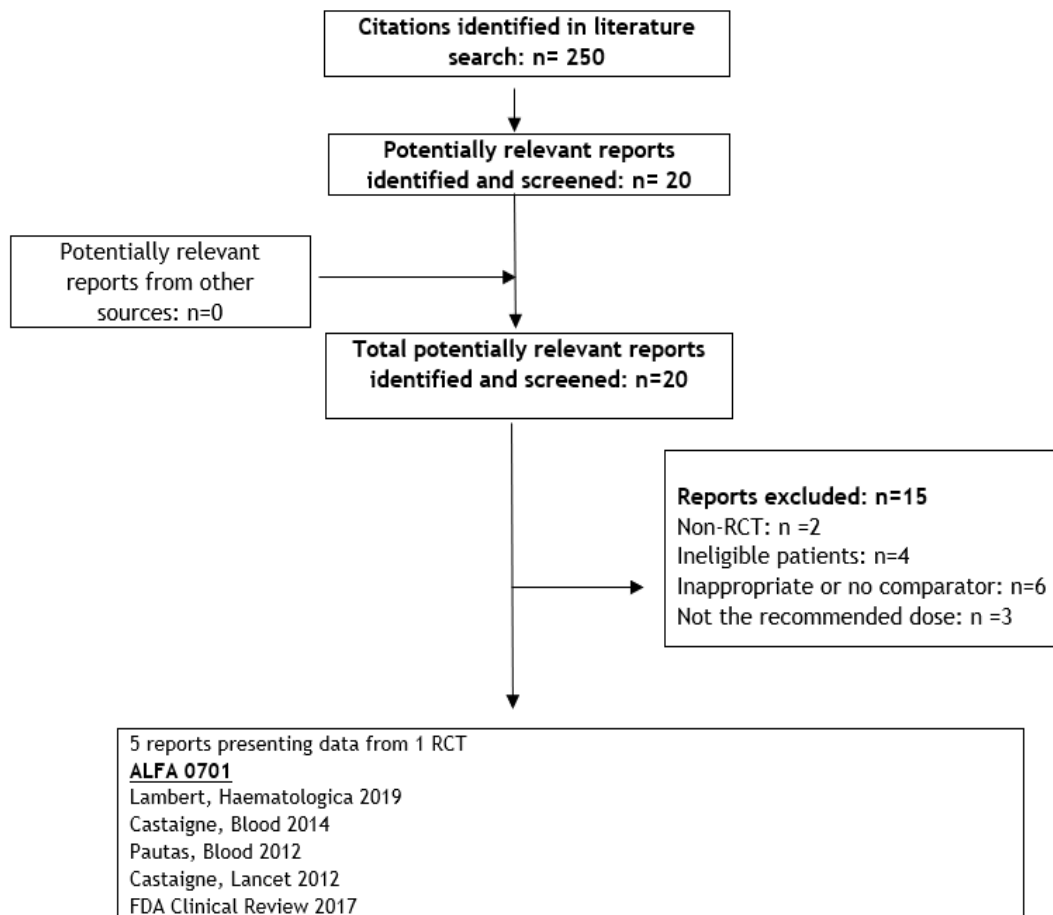 Citations identified in literature
search: n= 250
Potentially relevant reports
identified and screened: n= 20
Potentially relevant
reports from other
sources: n=0
Total potentially relevant reports
identified and screened: n=20
Reports excluded: n=15
Non-RCT: n =2
Ineligible patients: n=4
Inappropriate or no comparator: n=6
Not the recommended dose: n =3
5 reports presenting data from 1 RCT
ALFA 0701
Lambert, Haematologica 2019
Castaigne, Blood 2014
Pautas, Blood 2012
Castaigne, Lancet 2012
FDA Clinical Review 2017